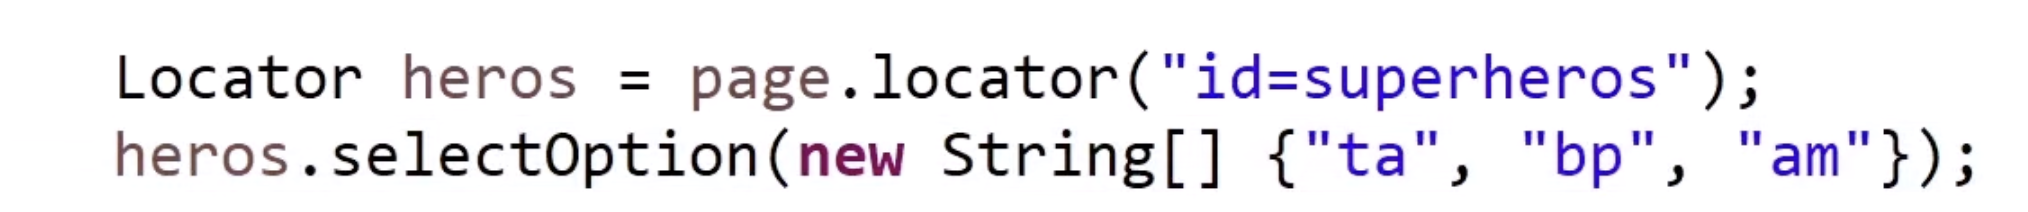 Locator heros = page.locator("id=superheros");
heros.selectOption(new String[] {"ta", "bp", "am"});